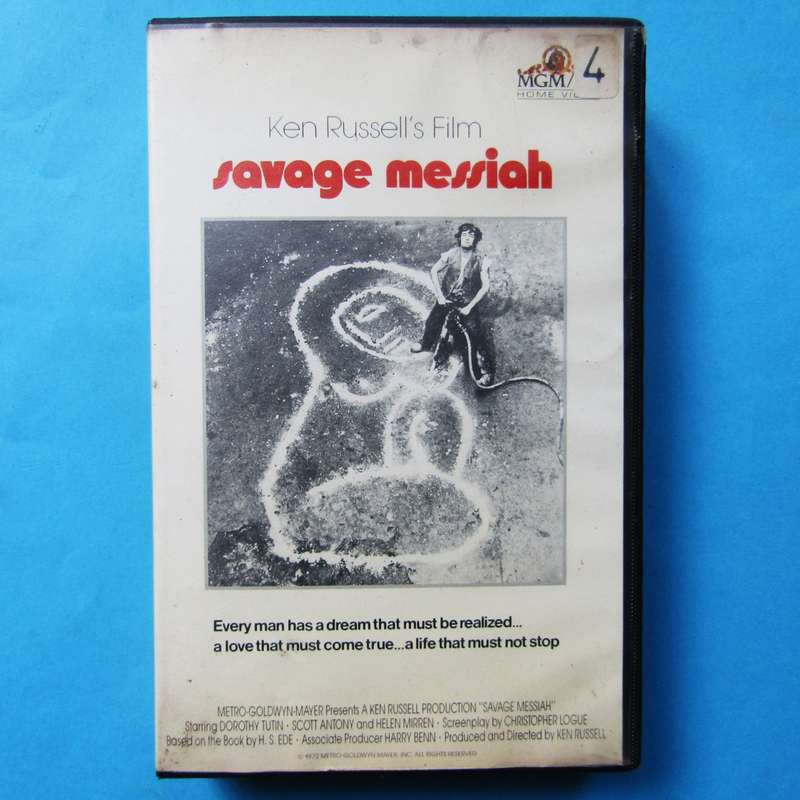 MGM/
HOME VI
4
Ken Russell's Film
savage messiah
Every man has a dream that must be realized...
a love that must come true...a life that must not stop
METRO-GOLDWYN-MAYER Presents A KEN RUSSELL PRODUCTION "SAVAGE MESSIAH"
Starring DOROTHY TUTIN · SCOTT ANTONY and HELEN MIRREN · Screenplay by CHRISTOPHER LOGUE
Based on the Book by H. S. EDE · Associate Producer HARRY BENN · Produced and Directed by KEN RUSSELL
© 1972 METRO-GOLDWYN-MAYER, INC. ALL RIGHTS RESERVED